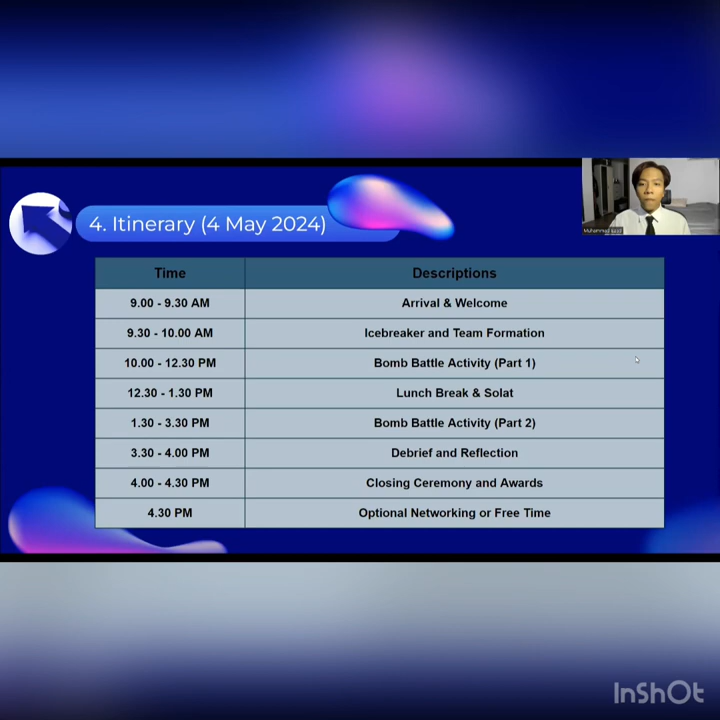 4. Itinerary (4 May 2024)
Muhammad
Time Descriptions
9.00 - 9.30 AM Arrival & Welcome
9.30 - 10.00 AM Icebreaker and Team Formation
10.00 - 12.30 PM Bomb Battle Activity (Part 1)
12.30 - 1.30 PM Lunch Break & Solat
1.30 - 3.30 PM Bomb Battle Activity (Part 2)
3.30 - 4.00 PM Debrief and Reflection
4.00 - 4.30 PM Closing Ceremony and Awards
4.30 PM Optional Networking or Free Time
InShOt